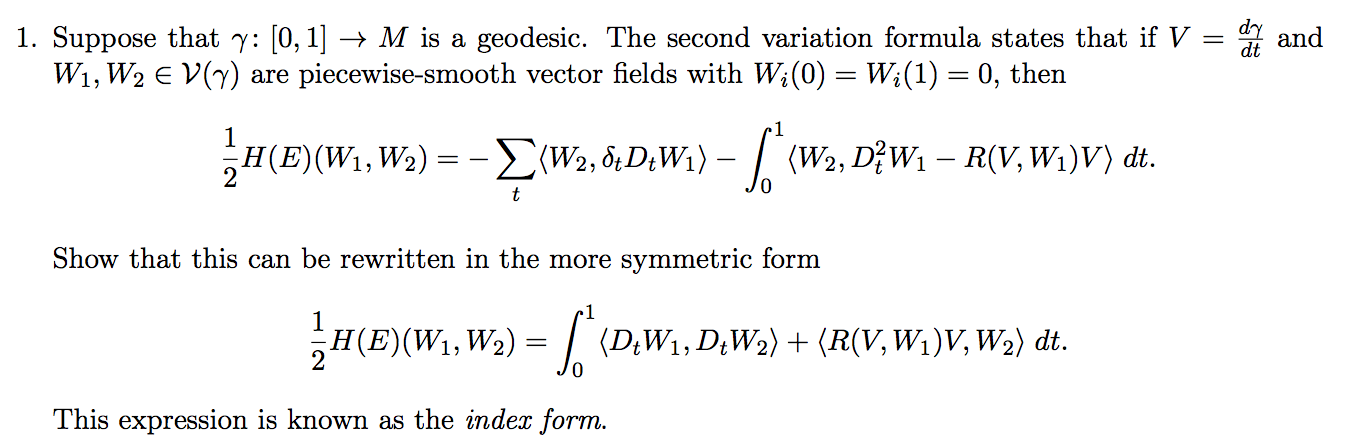 1. Suppose that γ: [0, 1] → M is a geodesic. The second variation formula states that if V = dγ/dt and
W₁, W₂ ∈ 𝒱(γ) are piecewise-smooth vector fields with Wᵢ(0) = Wᵢ(1) = 0, then
½H(E)(W₁, W₂) = −∑ₜ⟨W₂, δₜDₜW₁⟩ − ∫₀¹ ⟨W₂, Dₜ²W₁ − R(V, W₁)V⟩ dt.
Show that this can be rewritten in the more symmetric form
½H(E)(W₁, W₂) = ∫₀¹ ⟨DₜW₁, DₜW₂⟩ + ⟨R(V, W₁)V, W₂⟩ dt.
This expression is known as the index form.